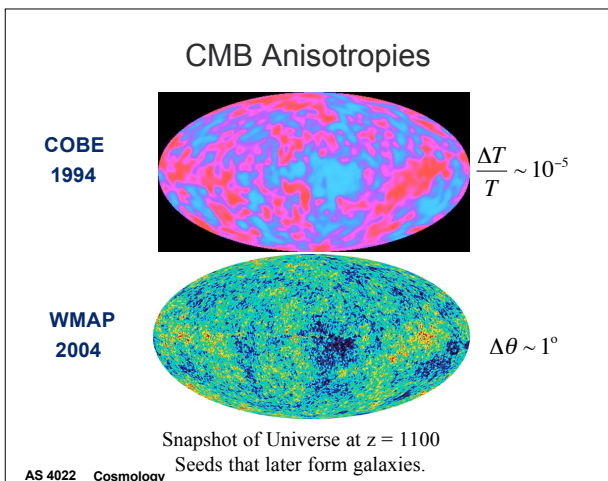 CMB Anisotropies
COBE
1994
ΔT/T ~ 10⁻⁵
WMAP
2004
Δθ ~ 1°
Snapshot of Universe at z = 1100
Seeds that later form galaxies.
AS 4022 Cosmology